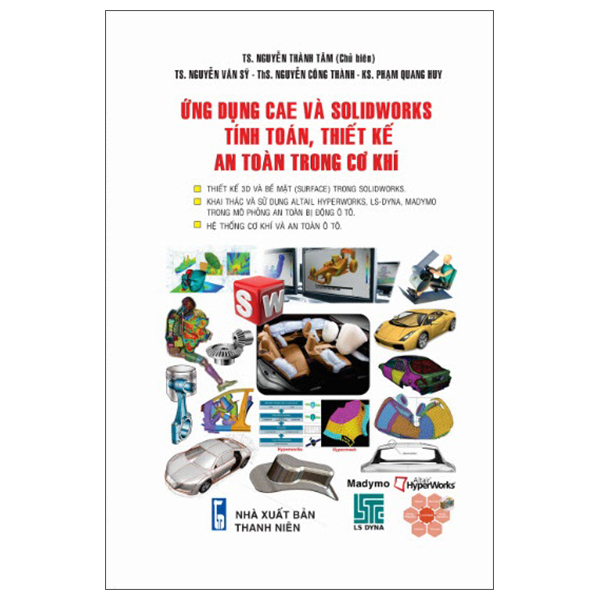 TS. NGUYỄN THÀNH TÂM (Chủ biên)
TS. NGUYỄN VĂN SỸ - ThS. NGUYỄN CÔNG THÀNH - KS. PHẠM QUANG HUY
ỨNG DỤNG CAE VÀ SOLIDWORKS
TÍNH TOÁN, THIẾT KẾ
AN TOÀN TRONG CƠ KHÍ
THIẾT KẾ 3D VÀ BỀ MẶT (SURFACE) TRONG SOLIDWORKS.
KHAI THÁC VÀ SỬ DỤNG ALTAIL HYPERWORKS, LS-DYNA, MADYMO
TRONG MÔ PHỎNG AN TOÀN BỊ ĐỘNG Ô TÔ.
HỆ THỐNG CƠ KHÍ VÀ AN TOÀN Ô TÔ.
S W
Hyperworks
Hypermesh
Madymo
Altair
HyperWorks
LS DYNA
NHÀ XUẤT BẢN
THANH NIÊN